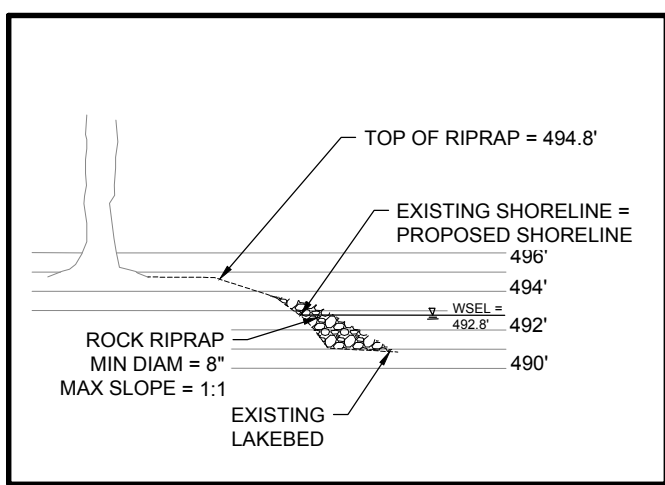 TOP OF RIPRAP = 494.8'
EXISTING SHORELINE =
PROPOSED SHORELINE
496'
494'
WSEL =
492.8'
492'
490'
ROCK RIPRAP
MIN DIAM = 8"
MAX SLOPE = 1:1
EXISTING
LAKEBED